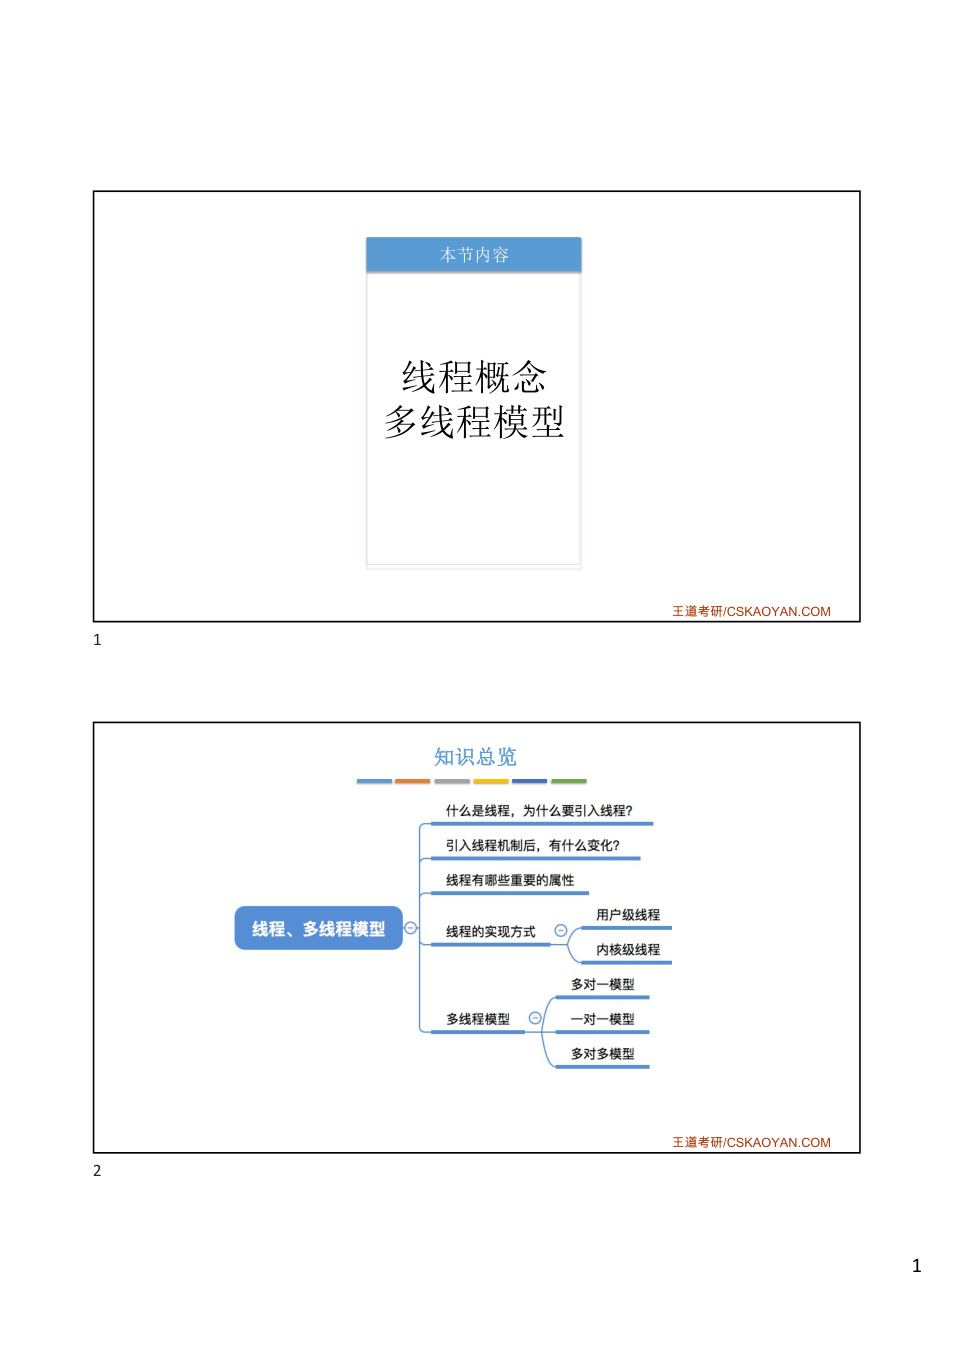 本节内容
线程概念
多线程模型
王道考研/CSKAOYAN.COM
1
知识总览
什么是线程，为什么要引入线程？
引入线程机制后，有什么变化？
线程有哪些重要的属性
线程、多线程模型
线程的实现方式
用户级线程
内核级线程
多线程模型
多对一模型
一对一模型
多对多模型
王道考研/CSKAOYAN.COM
2
1